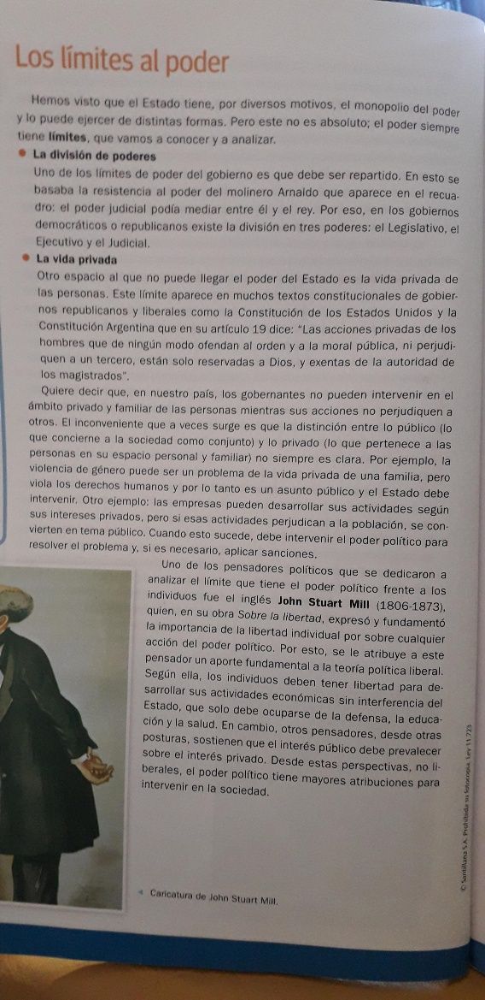 Los límites al poder
Hemos visto que el Estado tiene, por diversos motivos, el monopolio del poder
y lo puede ejercer de distintas formas. Pero este no es absoluto; el poder siempre
tiene límites, que vamos a conocer y a analizar.
● La división de poderes
Uno de los límites de poder del gobierno es que debe ser repartido. En esto se
basaba la resistencia al poder del molinero Arnaldo que aparece en el recua-
dro: el poder judicial podía mediar entre él y el rey. Por eso, en los gobiernos
democráticos o republicanos existe la división en tres poderes: el Legislativo, el
Ejecutivo y el Judicial.
● La vida privada
Otro espacio al que no puede llegar el poder del Estado es la vida privada de
las personas. Este límite aparece en muchos textos constitucionales de gobier-
nos republicanos y liberales como la Constitución de los Estados Unidos y la
Constitución Argentina que en su artículo 19 dice: "Las acciones privadas de los
hombres que de ningún modo ofendan al orden y a la moral pública, ni perjudi-
quen a un tercero, están solo reservadas a Dios, y exentas de la autoridad de
los magistrados".
Quiere decir que, en nuestro país, los gobernantes no pueden intervenir en el
ámbito privado y familiar de las personas mientras sus acciones no perjudiquen a
otros. El inconveniente que a veces surge es que la distinción entre lo público (lo
que concierne a la sociedad como conjunto) y lo privado (lo que pertenece a las
personas en su espacio personal y familiar) no siempre es clara. Por ejemplo, la
violencia de género puede ser un problema de la vida privada de una familia, pero
viola los derechos humanos y por lo tanto es un asunto público y el Estado debe
intervenir. Otro ejemplo: las empresas pueden desarrollar sus actividades según
sus intereses privados, pero si esas actividades perjudican a la población, se con-
vierten en tema público. Cuando esto sucede, debe intervenir el poder político para
resolver el problema y, si es necesario, aplicar sanciones.
Uno de los pensadores políticos que se dedicaron a
analizar el límite que tiene el poder político frente a los
individuos fue el inglés John Stuart Mill (1806-1873),
quien, en su obra Sobre la libertad, expresó y fundamentó
la importancia de la libertad individual por sobre cualquier
acción del poder político. Por esto, se le atribuye a este
pensador un aporte fundamental a la teoría política liberal.
Según ella, los individuos deben tener libertad para de-
sarrollar sus actividades económicas sin interferencia del
Estado, que solo debe ocuparse de la defensa, la educa-
ción y la salud. En cambio, otros pensadores, desde otras
posturas, sostienen que el interés público debe prevalecer
sobre el interés privado. Desde estas perspectivas, no li-
berales, el poder político tiene mayores atribuciones para
intervenir en la sociedad.
Caricatura de John Stuart Mill.
© Santillana S.A. Prohibida su fotocopia. Ley 11.723